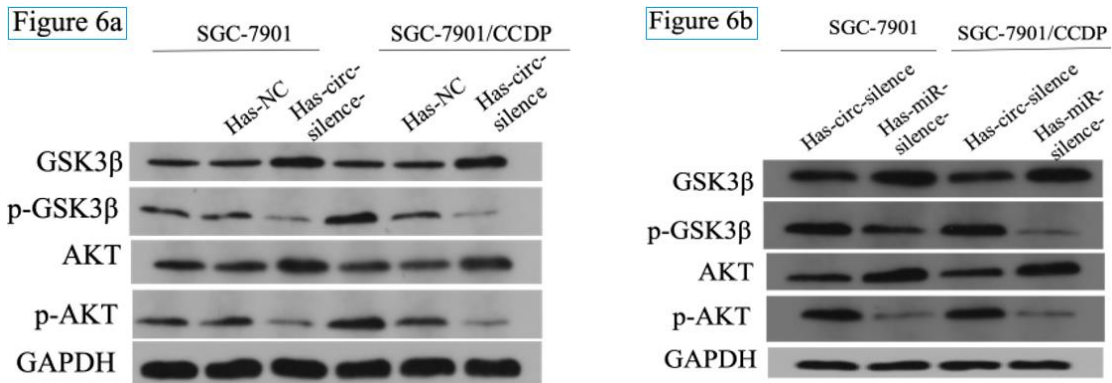 Figure 6a
SGC-7901
SGC-7901/CCDP
Has-NC
Has-circ-
silence-
Has-NC
Has-circ-
silence
GSK3β
p-GSK3β
AKT
p-AKT
GAPDH
Figure 6b
SGC-7901
SGC-7901/CCDP
Has-circ-silence
Has-miR-
silence-
Has-circ-silence
Has-miR-
silence-
GSK3β
p-GSK3β
AKT
p-AKT
GAPDH